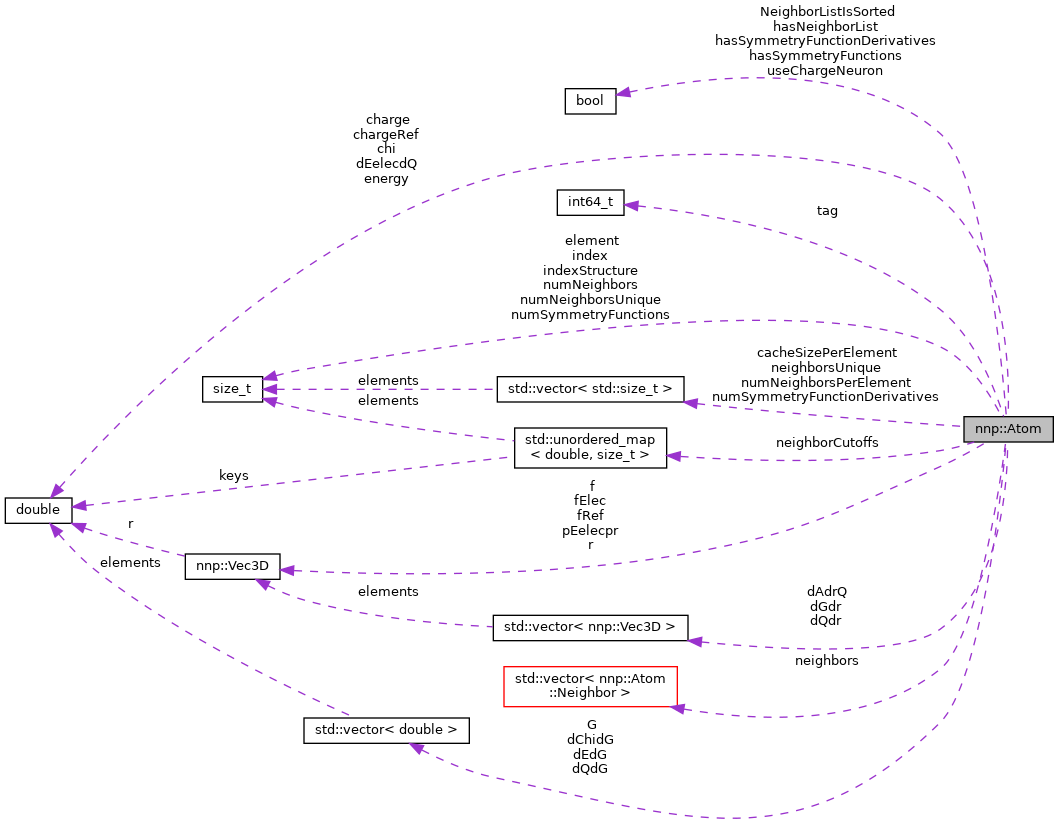 NeighborListIsSorted
hasNeighborList
hasSymmetryFunctionDerivatives
hasSymmetryFunctions
useChargeNeuron
bool
charge
chargeRef
chi
dEelecdQ
energy
int64_t
tag
element
index
indexStructure
numNeighbors
numNeighborsUnique
numSymmetryFunctions
cacheSizePerElement
neighborsUnique
numNeighborsPerElement
numSymmetryFunctionDerivatives
size_t
elements
std::vector< std::size_t >
elements
nnp::Atom
std::unordered_map
< double, size_t >
neighborCutoffs
keys
f
fElec
fRef
pEelecpr
r
double
r
elements
nnp::Vec3D
elements
dAdrQ
dGdr
dQdr
std::vector< nnp::Vec3D >
neighbors
std::vector< nnp::Atom
::Neighbor >
std::vector< double >
G
dChidG
dEdG
dQdG